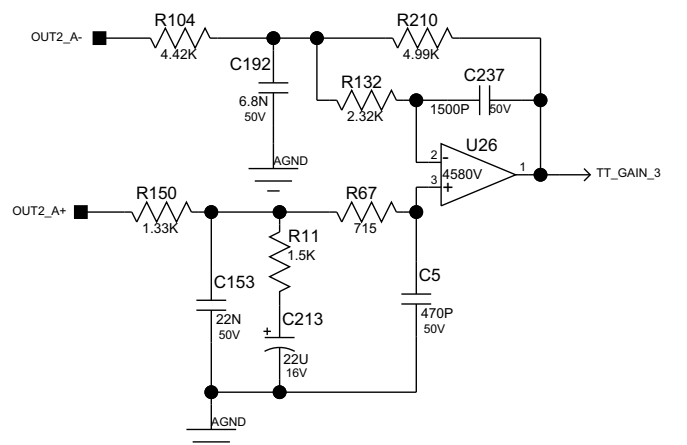 R104
R210
OUT2_A-
4.42K
4.99K
C192
R132
C237
6.8N
50V
2.32K
1500P
50V
U26
AGND
2
-
4580V
1
TT_GAIN_3
3
+
R150
R67
OUT2_A+
1.33K
715
R11
1.5K
C153
C5
22N
50V
+
C213
470P
50V
22U
16V
AGND